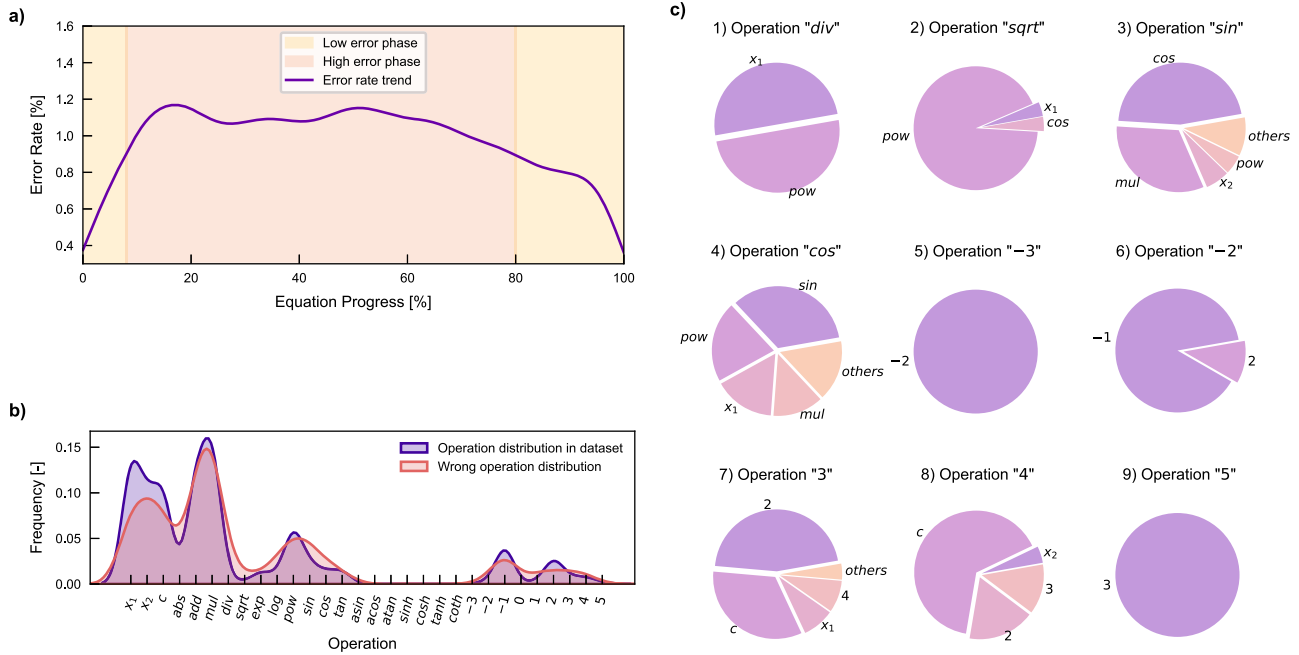 a)
1.6
1.4
1.2
1.0
0.8
0.6
0.4
Error Rate [%]
Low error phase
High error phase
Error rate trend
0
20
40
60
80
100
Equation Progress [%]
b)
0.15
0.10
0.05
0.00
Frequency [-]
Operation distribution in dataset
Wrong operation distribution
x₁
x₂
c
abs
add
mul
div
sqrt
exp
log
pow
sin
cos
tan
asin
acos
atan
sinh
cosh
tanh
coth
−3
−2
−1
0
1
2
3
4
5
Operation
c)
1) Operation "div"
x₁
pow
2) Operation "sqrt"
x₁
cos
pow
3) Operation "sin"
cos
others
pow
x₂
mul
4) Operation "cos"
sin
pow
others
x₁
mul
5) Operation "−3"
−2
6) Operation "−2"
−1
2
7) Operation "3"
2
others
4
x₁
c
8) Operation "4"
c
x₂
3
2
9) Operation "5"
3